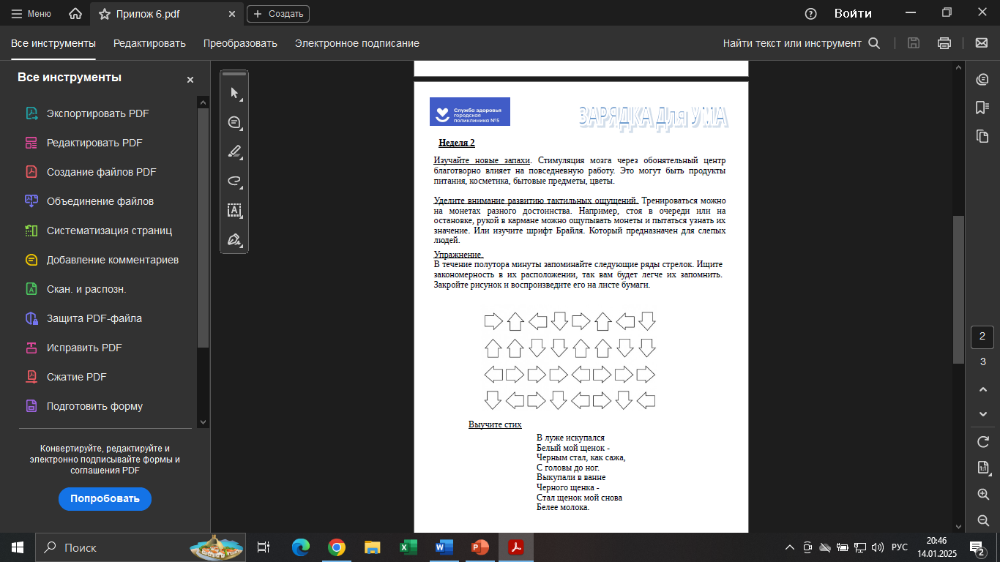 Меню
Прилож 6.pdf
Создать
Войти
Все инструменты
Редактировать
Преобразовать
Электронное подписание
Найти текст или инструмент
Все инструменты
Экспортировать PDF
Редактировать PDF
Создание файлов PDF
Объединение файлов
Систематизация страниц
Добавление комментариев
Скан. и распозн.
Защита PDF-файла
Исправить PDF
Сжатие PDF
Подготовить форму
Конвертируйте, редактируйте и
электронно подписывайте формы и
соглашения PDF
Попробовать
Служба здоровья
городская
поликлиника №5
ЗАРЯДКА Для УМА
Неделя 2
Изучайте новые запахи. Стимуляция мозга через обонятельный центр
благотворно влияет на повседневную работу. Это могут быть продукты
питания, косметика, бытовые предметы, цветы.
Уделите внимание развитию тактильных ощущений. Тренироваться можно
на монетах разного достоинства. Например, стоя в очереди или на
остановке, рукой в кармане можно ощупывать монеты и пытаться узнать их
значение. Или изучите шрифт Брайля. Который предназначен для слепых
людей.
Упражнение.
В течение полутора минуты запоминайте следующие ряды стрелок. Ищите
закономерность в их расположении, так вам будет легче их запомнить.
Закройте рисунок и воспроизведите его на листе бумаги.
Выучите стих
В луже искупался
Белый мой щенок -
Черным стал, как сажа,
С головы до ног.
Выкупали в ванне
Черного щенка -
Стал щенок мой снова
Белее молока.
2
3
1:1
Поиск
РУС
20:46
14.01.2025
2